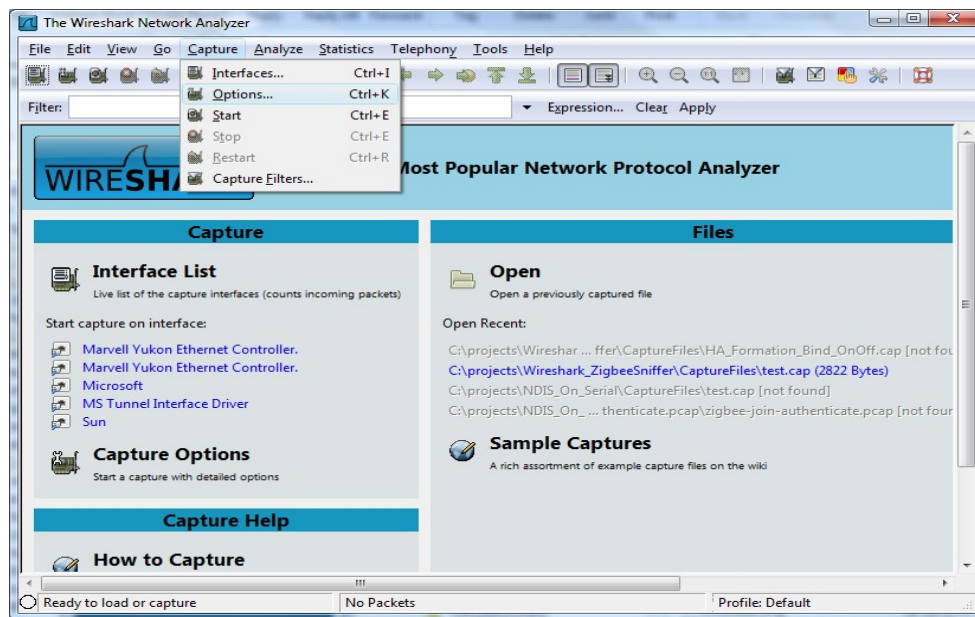 The Wireshark Network Analyzer
File Edit View Go Capture Analyze Statistics Telephony Tools Help
Interfaces... Ctrl+I
Options... Ctrl+K
Start Ctrl+E
Stop Ctrl+E
Restart Ctrl+R
Capture Filters...
Filter: Expression... Clear Apply
WIRESH
Most Popular Network Protocol Analyzer
Capture
Interface List
Live list of the capture interfaces (counts incoming packets)
Start capture on interface:
Marvell Yukon Ethernet Controller.
Marvell Yukon Ethernet Controller.
Microsoft
MS Tunnel Interface Driver
Sun
Capture Options
Start a capture with detailed options
Capture Help
How to Capture
Files
Open
Open a previously captured file
Open Recent:
C:\projects\Wireshar ... ffer\CaptureFiles\HA_Formation_Bind_OnOff.cap [not fou
C:\projects\Wireshark_ZigbeeSniffer\CaptureFiles\test.cap (2822 Bytes)
C:\projects\NDIS_On_Serial\CaptureFiles\test.cap [not found]
C:\projects\NDIS_On_ ... thenticate.pcap\zigbee-join-authenticate.pcap [not four
Sample Captures
A rich assortment of example capture files on the wiki
Ready to load or capture No Packets Profile: Default